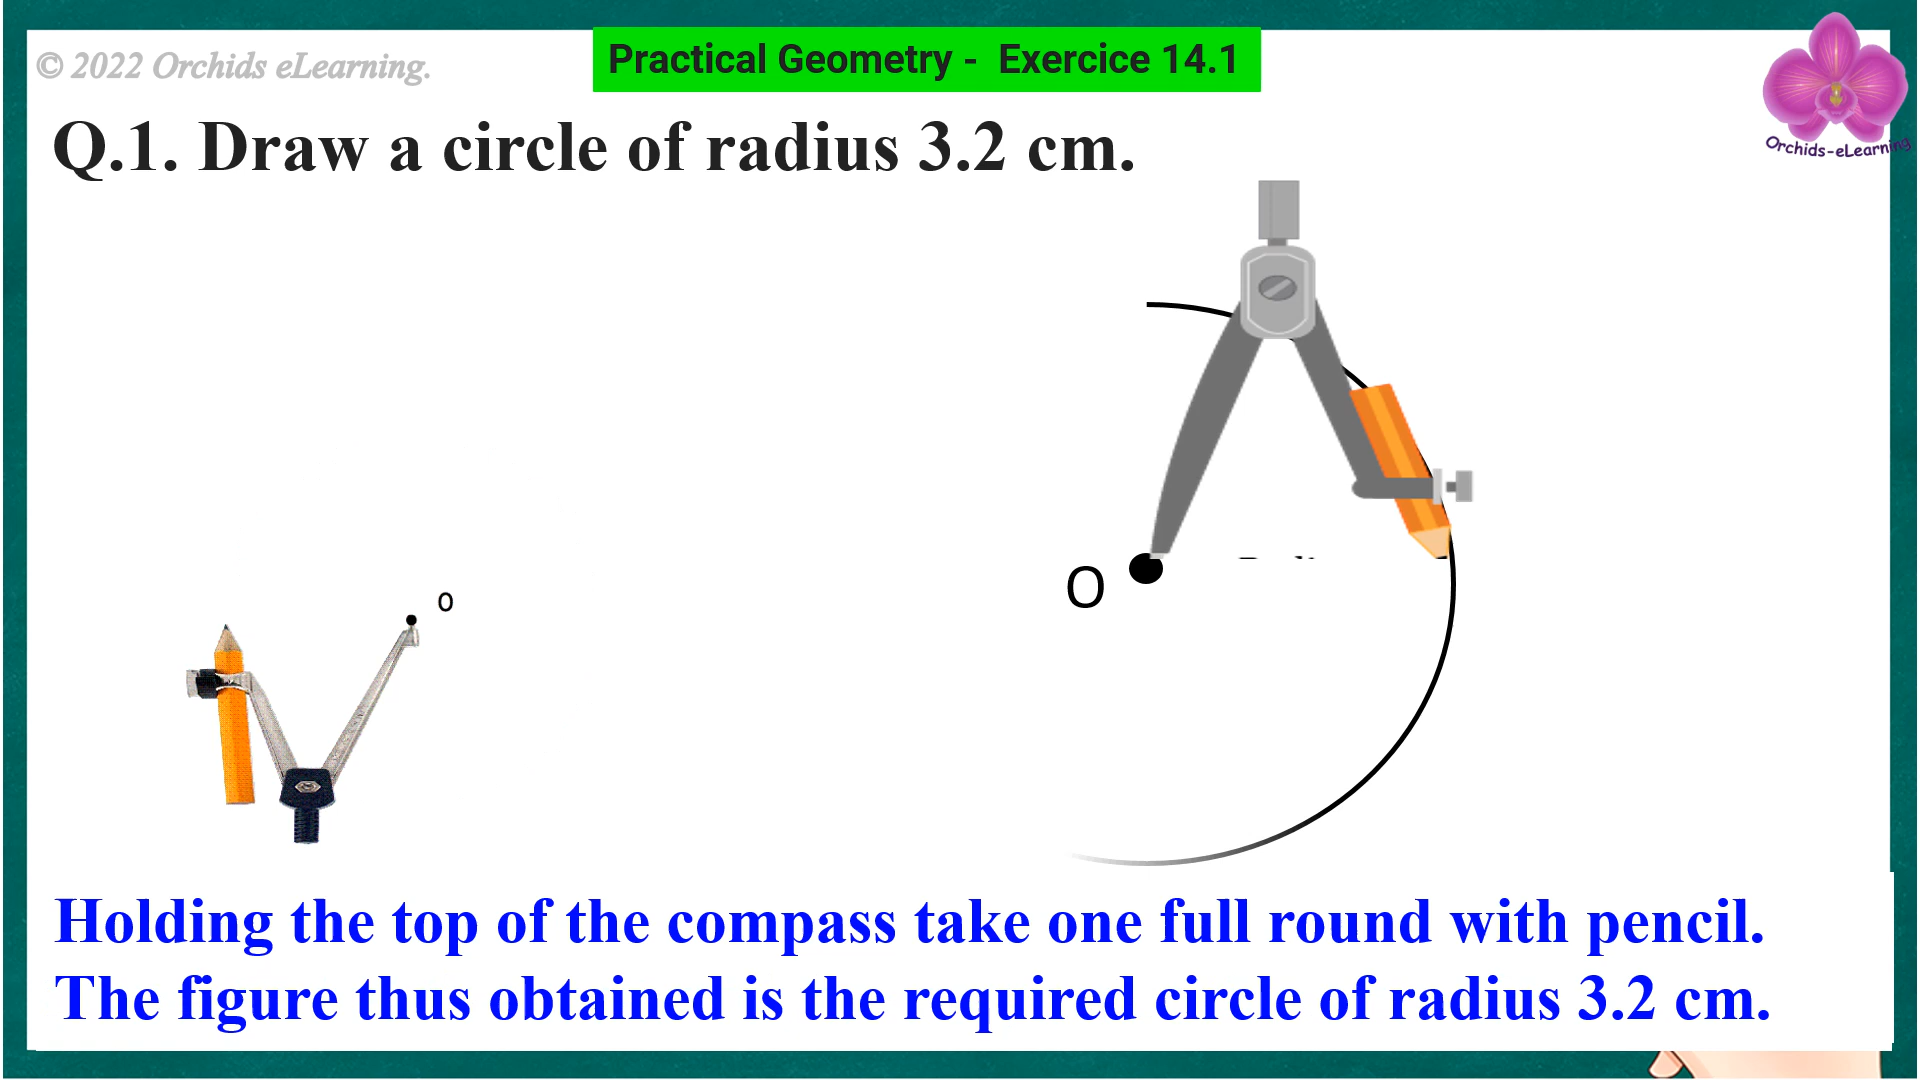 © 2022 Orchids eLearning.
Practical Geometry - Exercice 14.1
Orchids-eLearning
Q.1. Draw a circle of radius 3.2 cm.
O
O
Holding the top of the compass take one full round with pencil.
The figure thus obtained is the required circle of radius 3.2 cm.